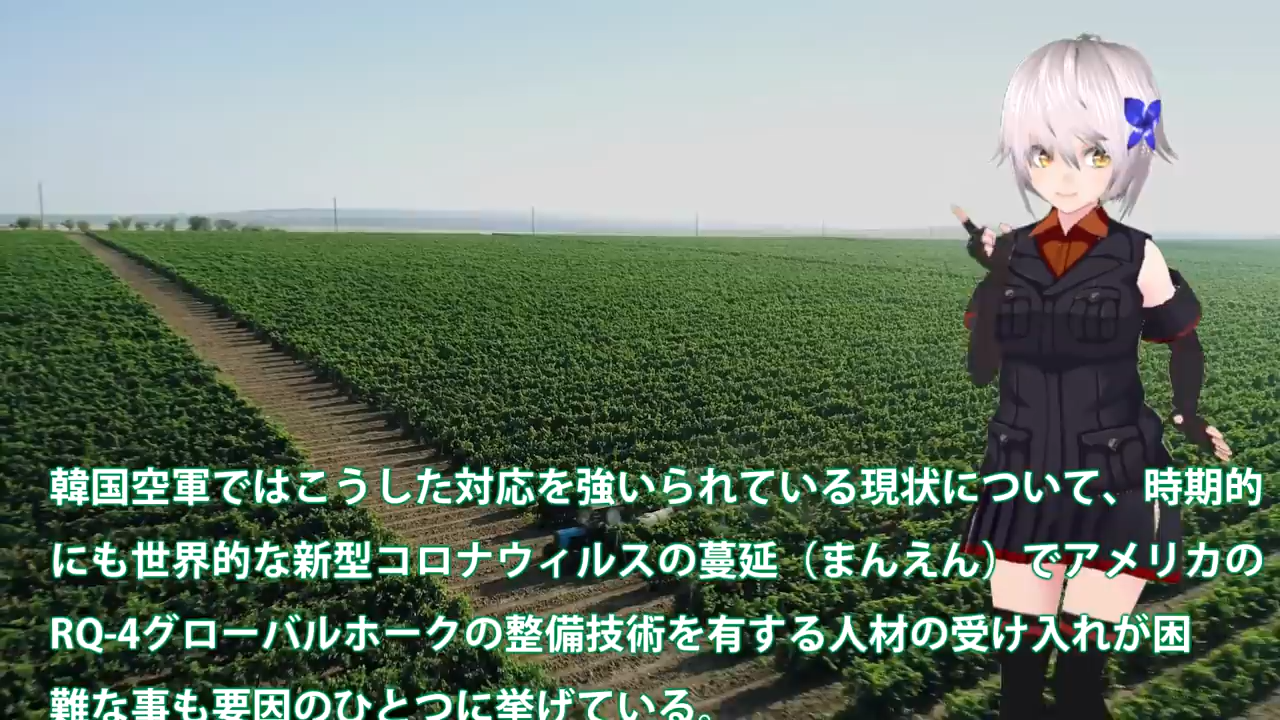 韓国空軍ではこうした対応を強いられている現状について、時期的
にも世界的な新型コロナウィルスの蔓延（まんえん）でアメリカの
RQ-4グローバルホークの整備技術を有する人材の受け入れが困
難な事も要因のひとつに挙げている。